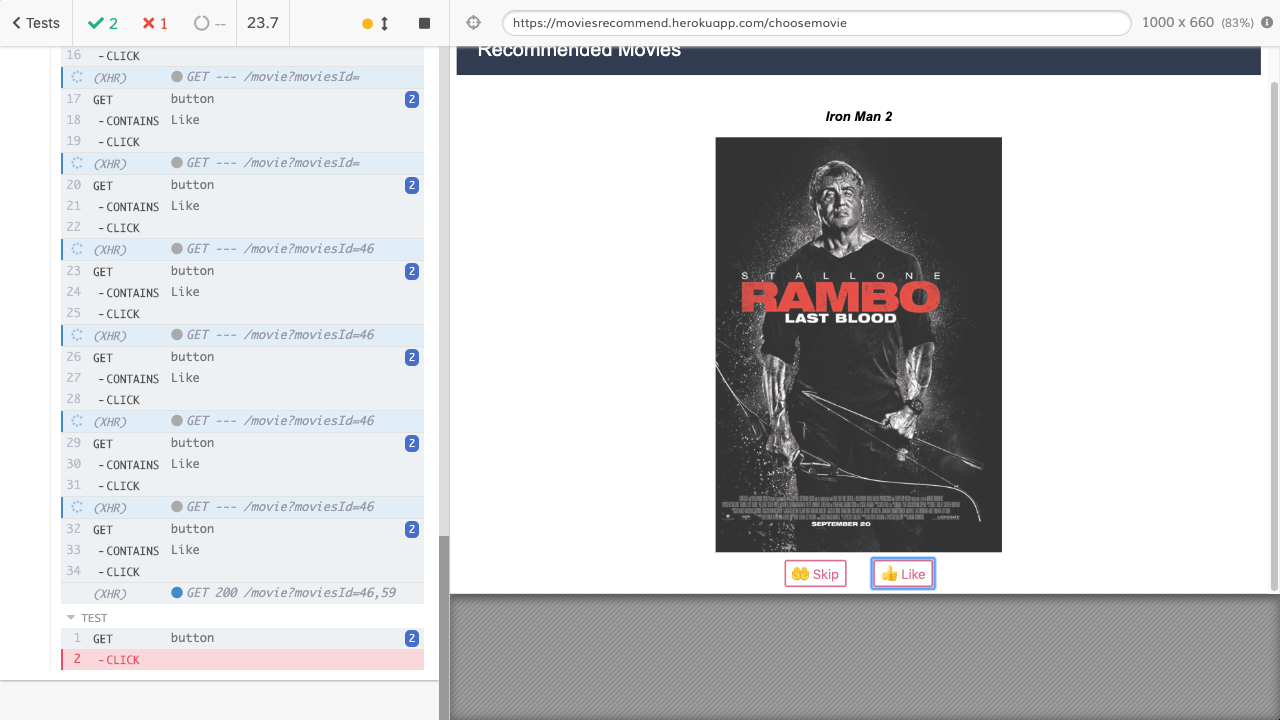 Tests
2
1
--
23.7
https://moviesrecommend.herokuapp.com/choosemovie
1000 x 660 (83%)
16 -CLICK
(XHR) GET --- /movie?moviesId=
17 GET button 2
18 -CONTAINS Like
19 -CLICK
(XHR) GET --- /movie?moviesId=
20 GET button 2
21 -CONTAINS Like
22 -CLICK
(XHR) GET --- /movie?moviesId=46
23 GET button 2
24 -CONTAINS Like
25 -CLICK
(XHR) GET --- /movie?moviesId=46
26 GET button 2
27 -CONTAINS Like
28 -CLICK
(XHR) GET --- /movie?moviesId=46
29 GET button 2
30 -CONTAINS Like
31 -CLICK
(XHR) GET --- /movie?moviesId=46
32 GET button 2
33 -CONTAINS Like
34 -CLICK
(XHR) GET 200 /movie?moviesId=46,59
TEST
1 GET button 2
2 -CLICK
Recommended Movies
Iron Man 2
STALLONE
RAMBO
LAST BLOOD
SEPTEMBER 20
Skip
Like